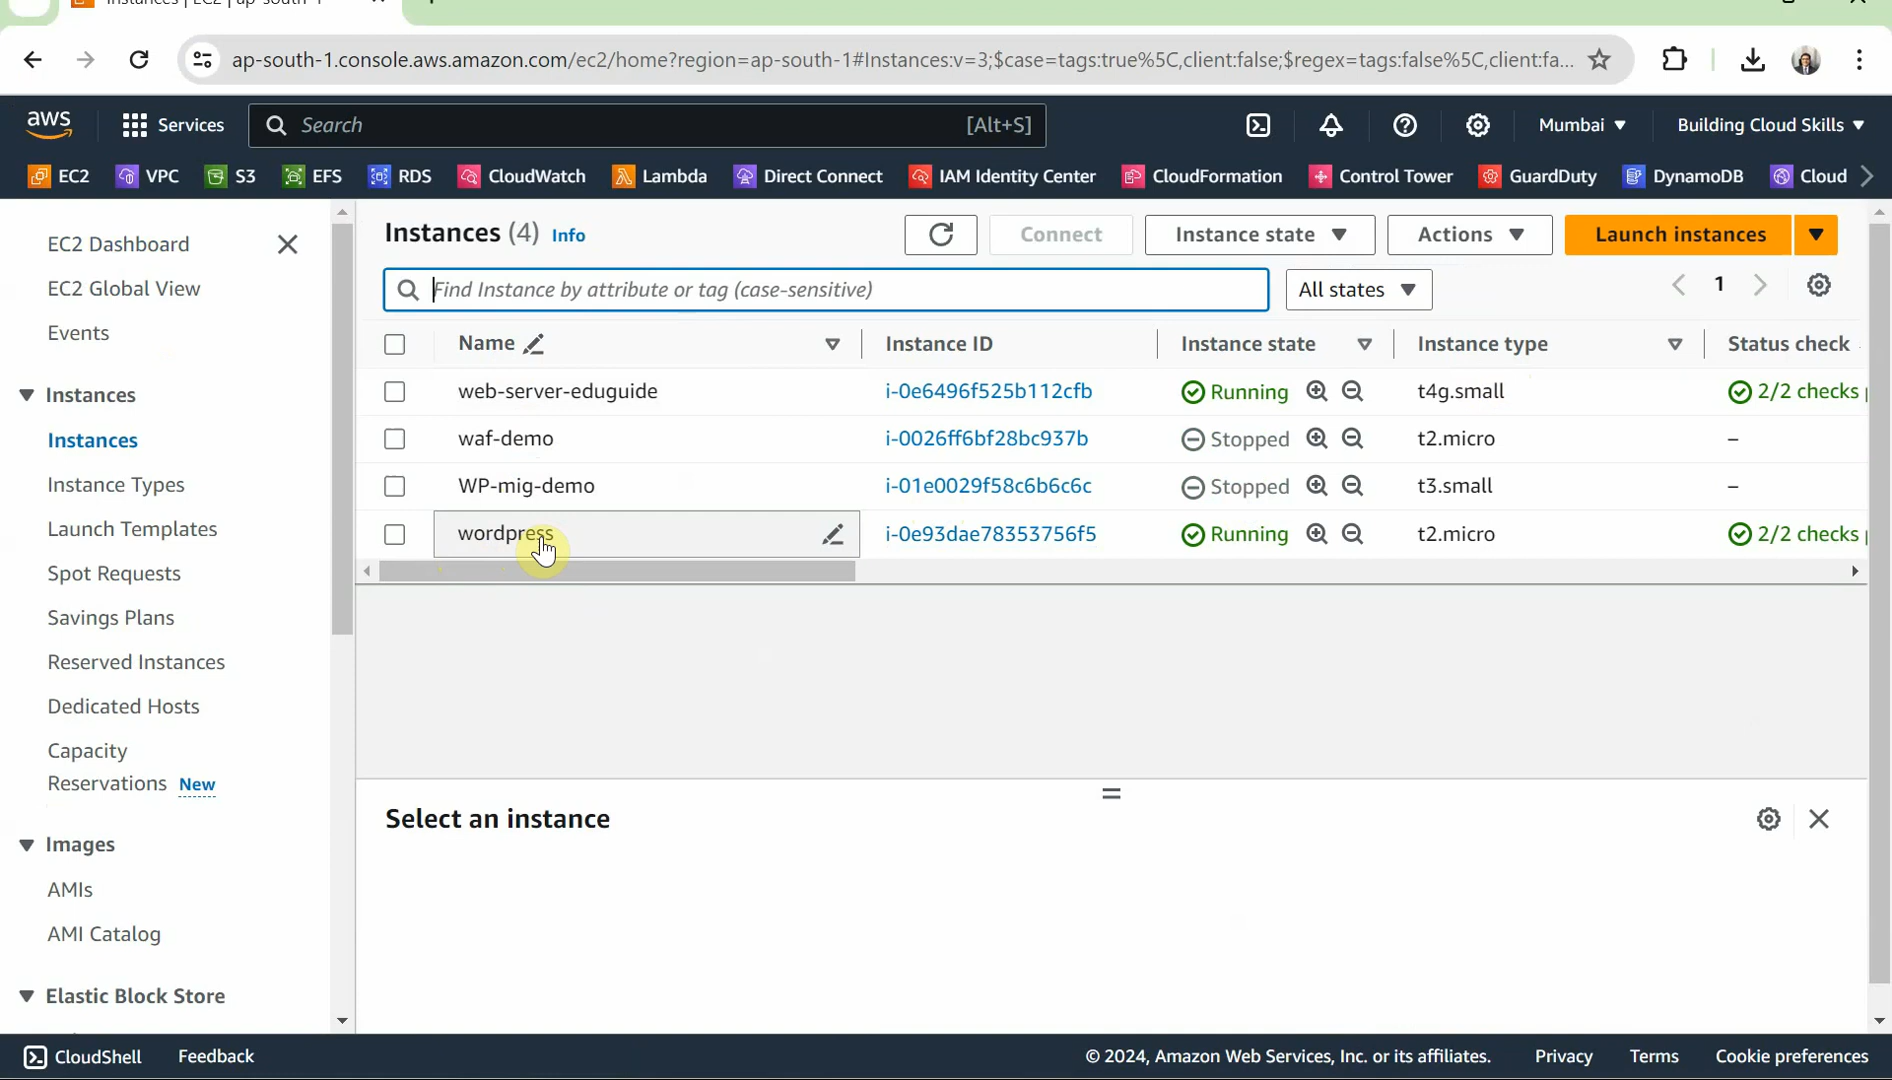 Instances | EC2 | ap-south-1
ap-south-1.console.aws.amazon.com/ec2/home?region=ap-south-1#Instances:v=3;$case=tags:true%5C,client:false;$regex=tags:false%5C,client:fa...
aws Services Search [Alt+S] Mumbai Building Cloud Skills
EC2 VPC S3 EFS RDS CloudWatch Lambda Direct Connect IAM Identity Center CloudFormation Control Tower GuardDuty DynamoDB Cloud
EC2 Dashboard
EC2 Global View
Events
Instances
Instances
Instance Types
Launch Templates
Spot Requests
Savings Plans
Reserved Instances
Dedicated Hosts
Capacity
Reservations New
Images
AMIs
AMI Catalog
Elastic Block Store
Instances (4) Info Connect Instance state Actions Launch instances
Find Instance by attribute or tag (case-sensitive) All states 1
Name Instance ID Instance state Instance type Status check
web-server-eduguide i-0e6496f525b112cfb Running t4g.small 2/2 checks
waf-demo i-0026ff6bf28bc937b Stopped t2.micro –
WP-mig-demo i-01e0029f58c6b6c6c Stopped t3.small –
wordpress i-0e93dae78353756f5 Running t2.micro 2/2 checks
Select an instance
CloudShell Feedback © 2024, Amazon Web Services, Inc. or its affiliates. Privacy Terms Cookie preferences